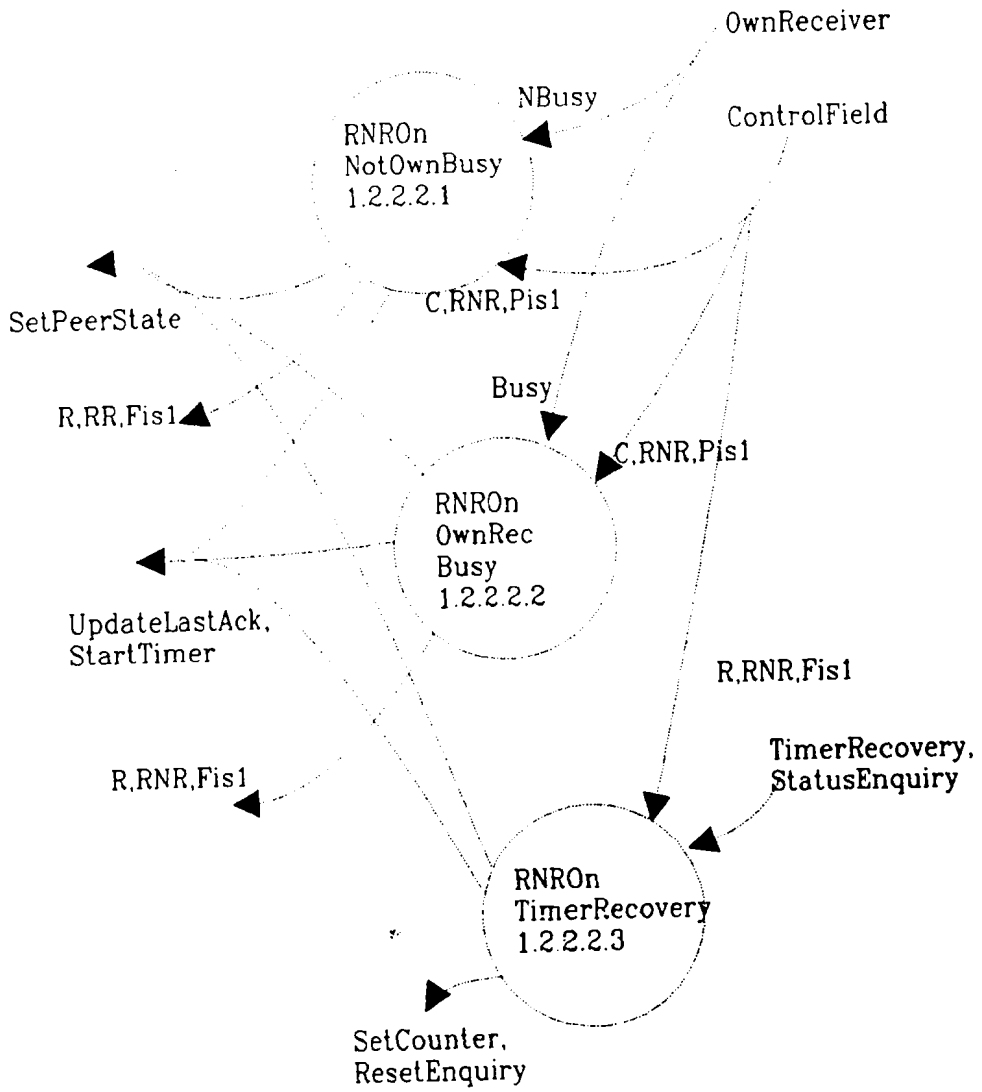 OwnReceiver
NBusy
ControlField
RNROn
NotOwnBusy
1.2.2.2.1
C,RNR,Pis1
SetPeerState
Busy
R,RR,Fis1
C,RNR,Pis1
RNROn
OwnRec
Busy
1.2.2.2.2
UpdateLastAck,
StartTimer
R,RNR,Fis1
TimerRecovery,
StatusEnquiry
R,RNR,Fis1
RNROn
TimerRecovery
1.2.2.2.3
SetCounter,
ResetEnquiry